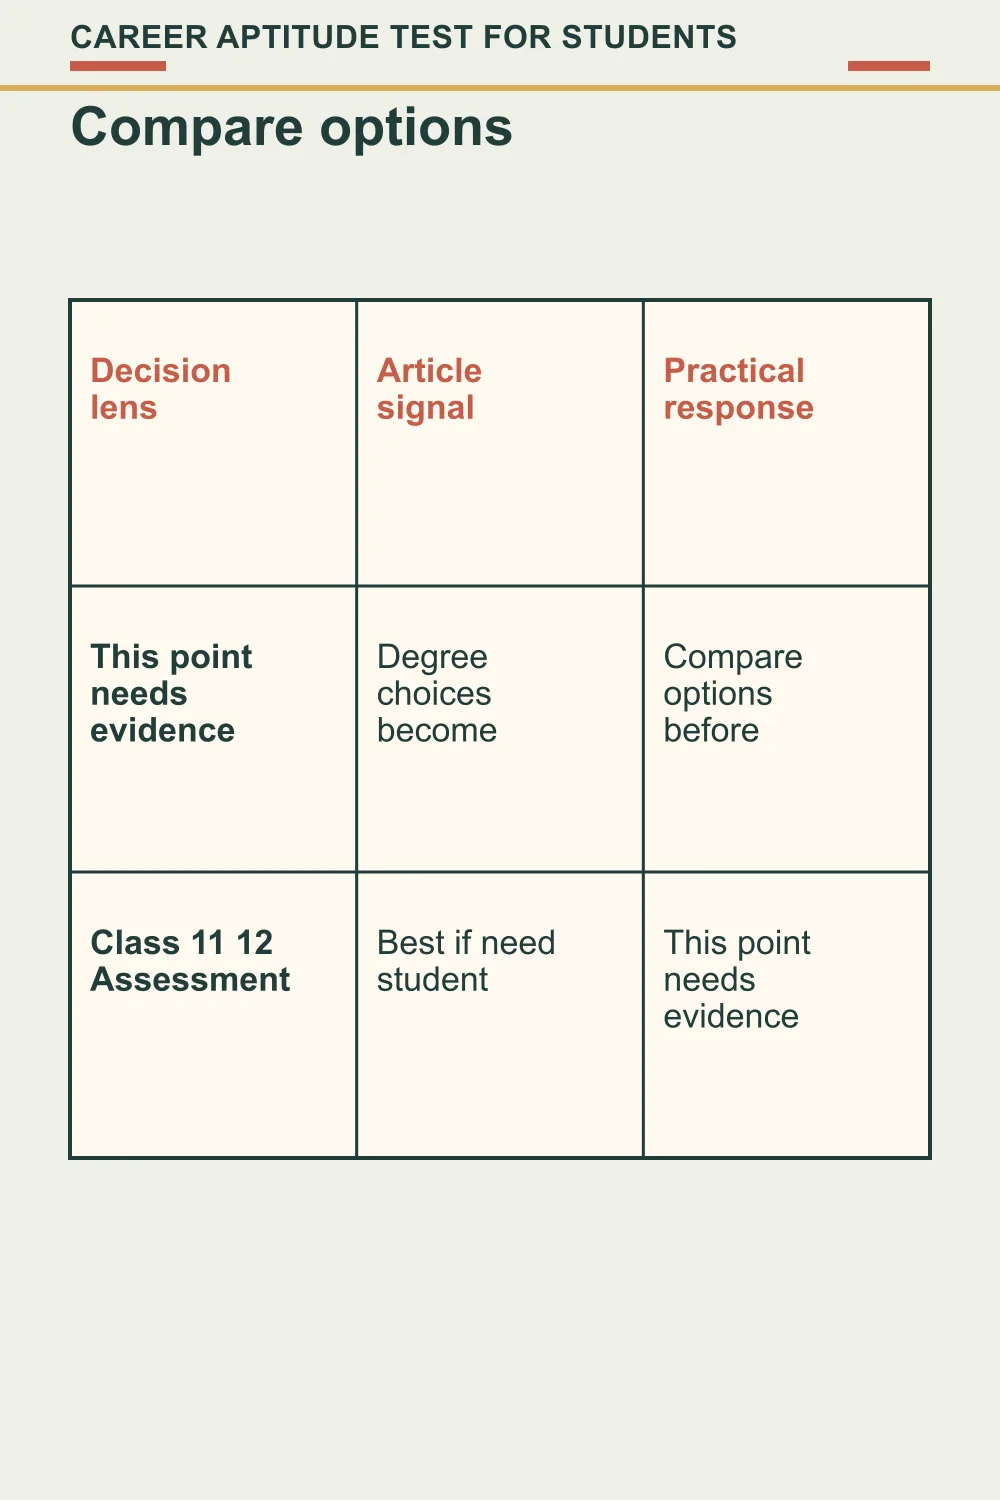 CAREER APTITUDE TEST FOR STUDENTS
Compare options
Decision
lens
Article
signal
Practical
response
This point
needs
evidence
Degree
choices
become
Compare
options
before
Class 11 12
Assessment
Best if need
student
This point
needs
evidence